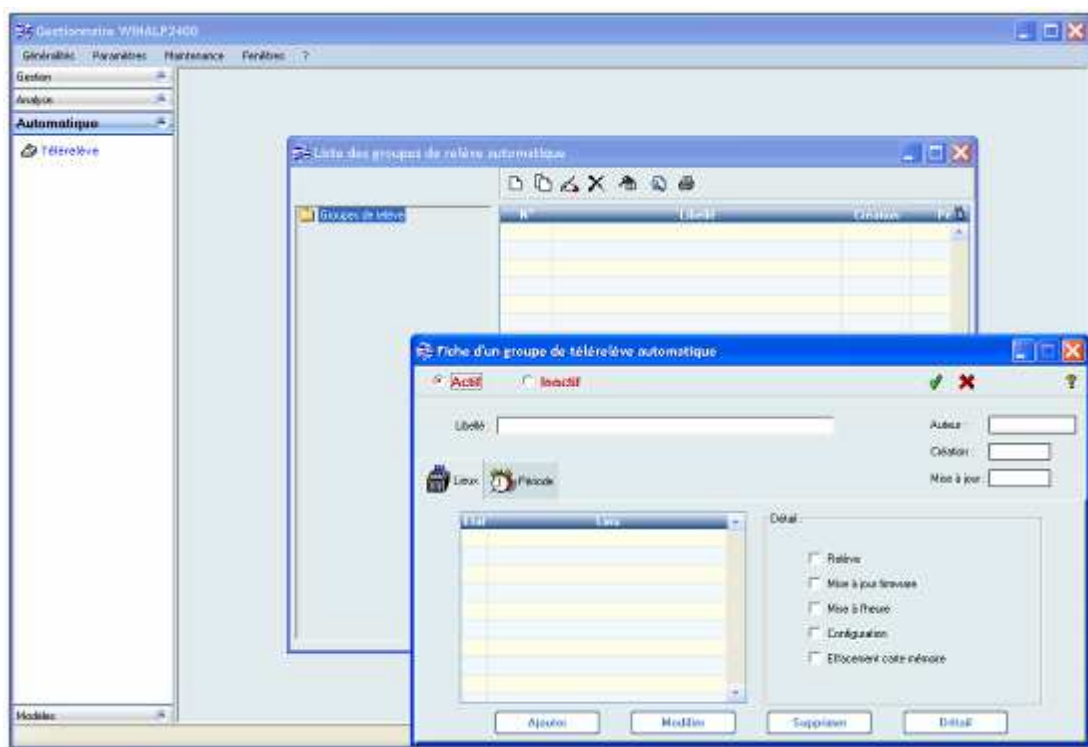 Gestionnaire WINALP2400
Généralités Paramètres Maintenance Fenêtres ?
Gestion
Analyse
Automatique
Télérelève
Liste des groupes de relève automatique
Groupes de relève
N° Libellé Création Pé
Fiche d'un groupe de télérelève automatique
Actif Inactif
Libellé
Auteur :
Création
Mise à jour
Lieux Période
Etat Lieu
Détail
Relève
Mise à jour firmware
Mise à l'heure
Configuration
Effacement carte mémoire
Ajouter Modifier Supprimer Détail
Modèles